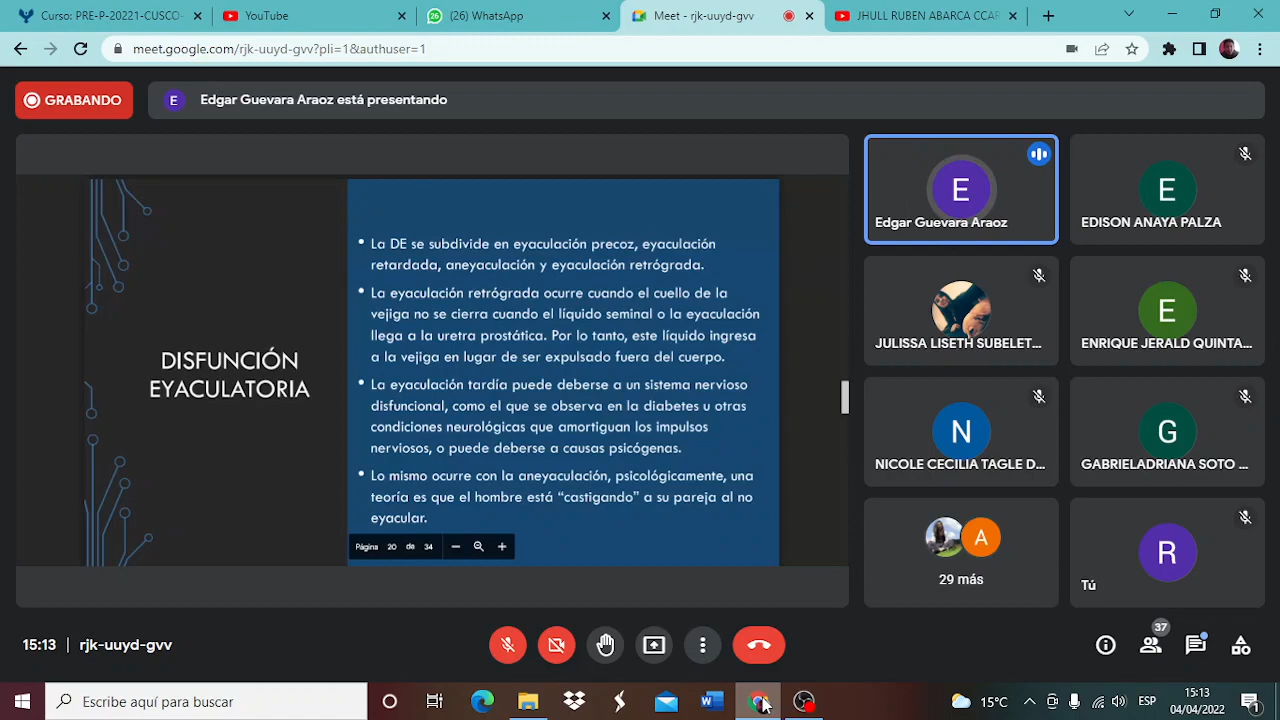 Curso: PRE-P-20221-CUSCO-
YouTube
(26) WhatsApp
Meet - rjk-uuyd-gvv
JHULL RUBEN ABARCA CCAR
meet.google.com/rjk-uuyd-gvv?pli=1&authuser=1
GRABANDO
E
Edgar Guevara Araoz está presentando
DISFUNCIÓN
EYACULATORIA
• La DE se subdivide en eyaculación precoz, eyaculación
retardada, aneyaculación y eyaculación retrógrada.
• La eyaculación retrógrada ocurre cuando el cuello de la
vejiga no se cierra cuando el líquido seminal o la eyaculación
llega a la uretra prostática. Por lo tanto, este líquido ingresa
a la vejiga en lugar de ser expulsado fuera del cuerpo.
• La eyaculación tardía puede deberse a un sistema nervioso
disfuncional, como el que se observa en la diabetes u otras
condiciones neurológicas que amortiguan los impulsos
nerviosos, o puede deberse a causas psicógenas.
• Lo mismo ocurre con la aneyaculación, psicológicamente, una
teoría es que el hombre está “castigando” a su pareja al no
eyacular.
Página 20 de 34
E
Edgar Guevara Araoz
E
EDISON ANAYA PALZA
JULISSA LISETH SUBELET...
E
ENRIQUE JERALD QUINTA...
N
NICOLE CECILIA TAGLE D...
G
GABRIELADRIANA SOTO ...
A
29 más
R
Tú
15:13 | rjk-uuyd-gvv
37
Escribe aquí para buscar
15°C
ESP
15:13
04/04/2022